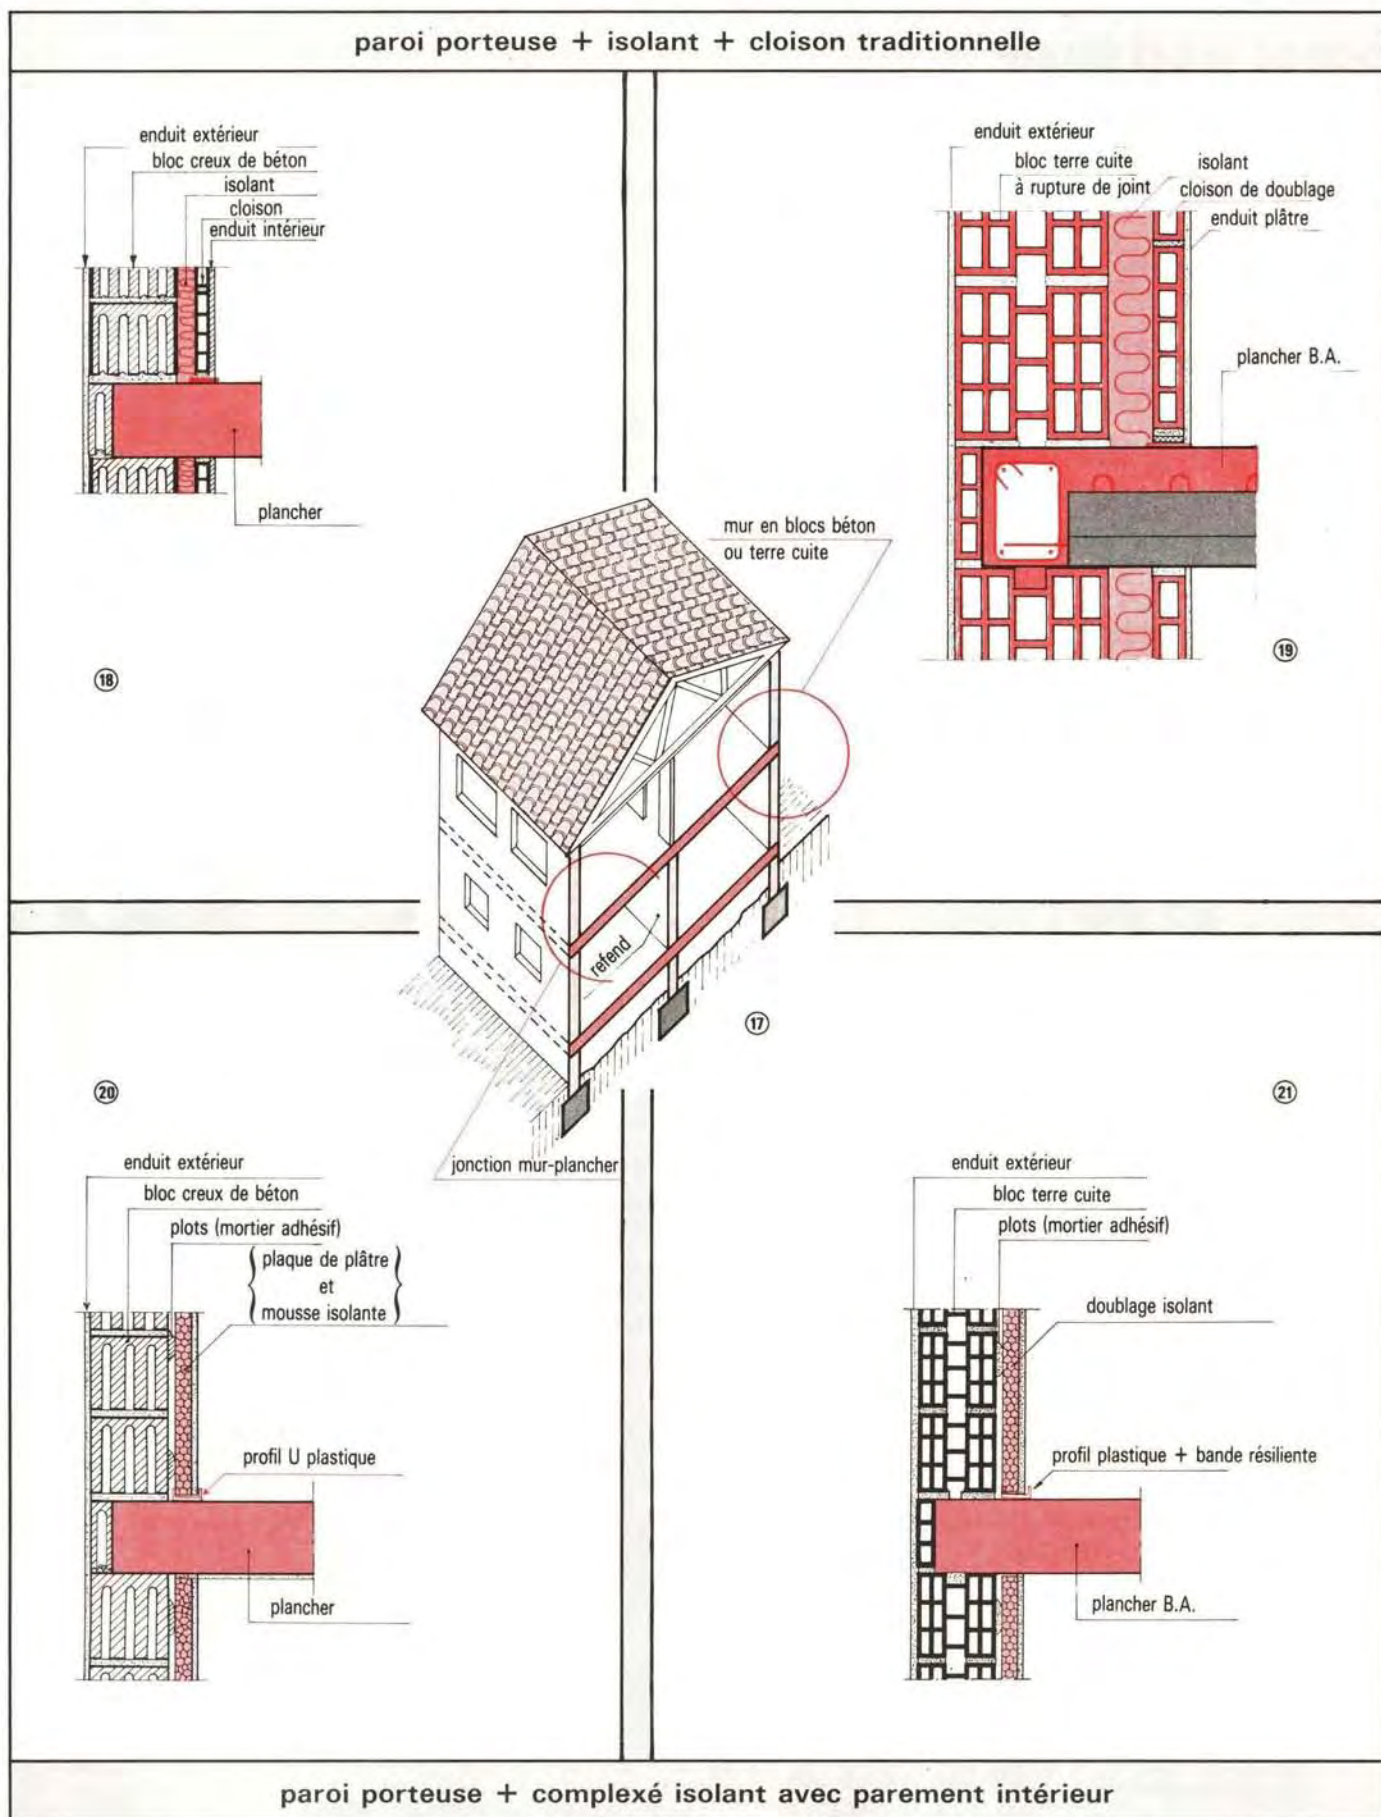 paroi porteuse + isolant + cloison traditionnelle
enduit extérieur
bloc creux de béton
isolant
cloison
enduit intérieur
plancher
18
enduit extérieur
bloc terre cuite
à rupture de joint
isolant
cloison de doublage
enduit plâtre
plancher B.A.
19
mur en blocs béton
ou terre cuite
refend
17
jonction mur-plancher
20
enduit extérieur
bloc creux de béton
plots (mortier adhésif)
plaque de plâtre
et
mousse isolante
profil U plastique
plancher
21
enduit extérieur
bloc terre cuite
plots (mortier adhésif)
doublage isolant
profil plastique + bande résiliente
plancher B.A.
paroi porteuse + complexé isolant avec parement intérieur